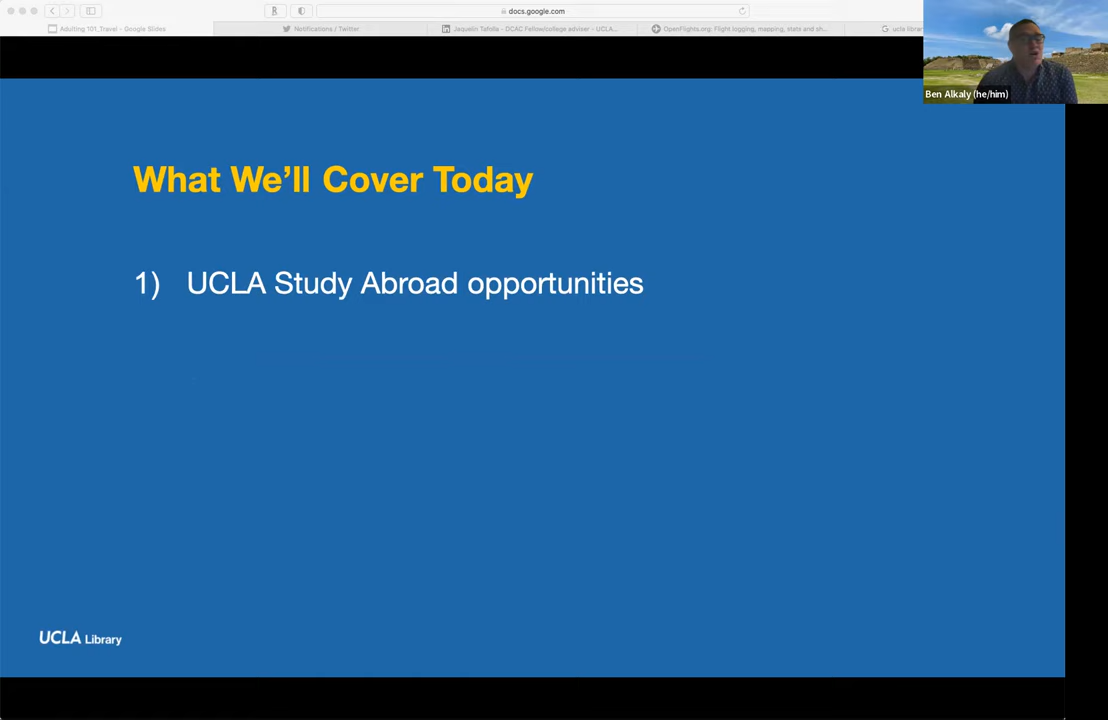 docs.google.com
Adulting 101_Travel - Google Slides
Notifications / Twitter
Jaquelin Tafolla - DCAC Fellow/college adviser - UCLA...
OpenFlights.org: Flight logging, mapping, stats and sh...
ucla librar
Ben Alkaly (he/him)
What We'll Cover Today
1) UCLA Study Abroad opportunities
UCLA Library